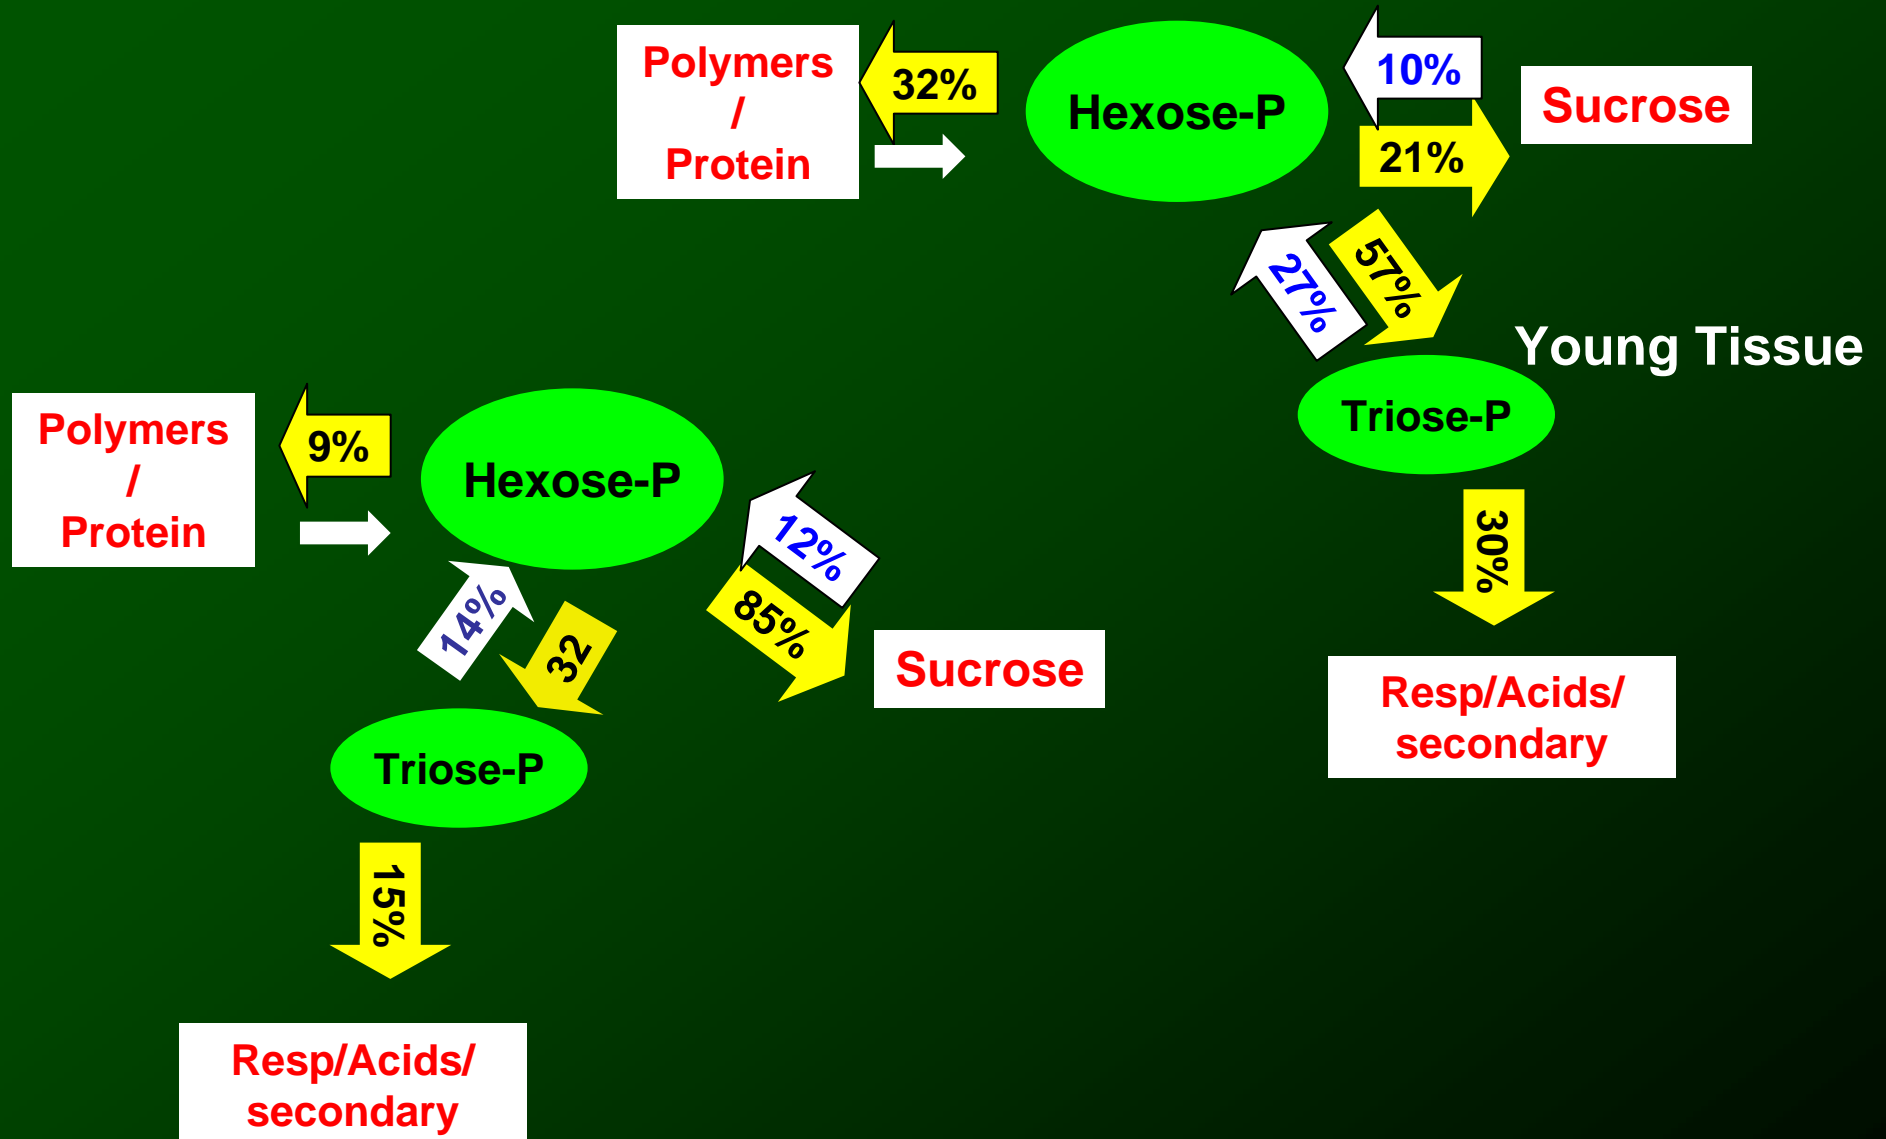 Polymers
/
Protein
32%
Hexose-P
10%
21%
Sucrose
27%
57%
Young Tissue
Triose-P
30%
Resp/Acids/
secondary
Polymers
/
Protein
9%
Hexose-P
12%
85%
Sucrose
14%
32
Triose-P
15%
Resp/Acids/
secondary